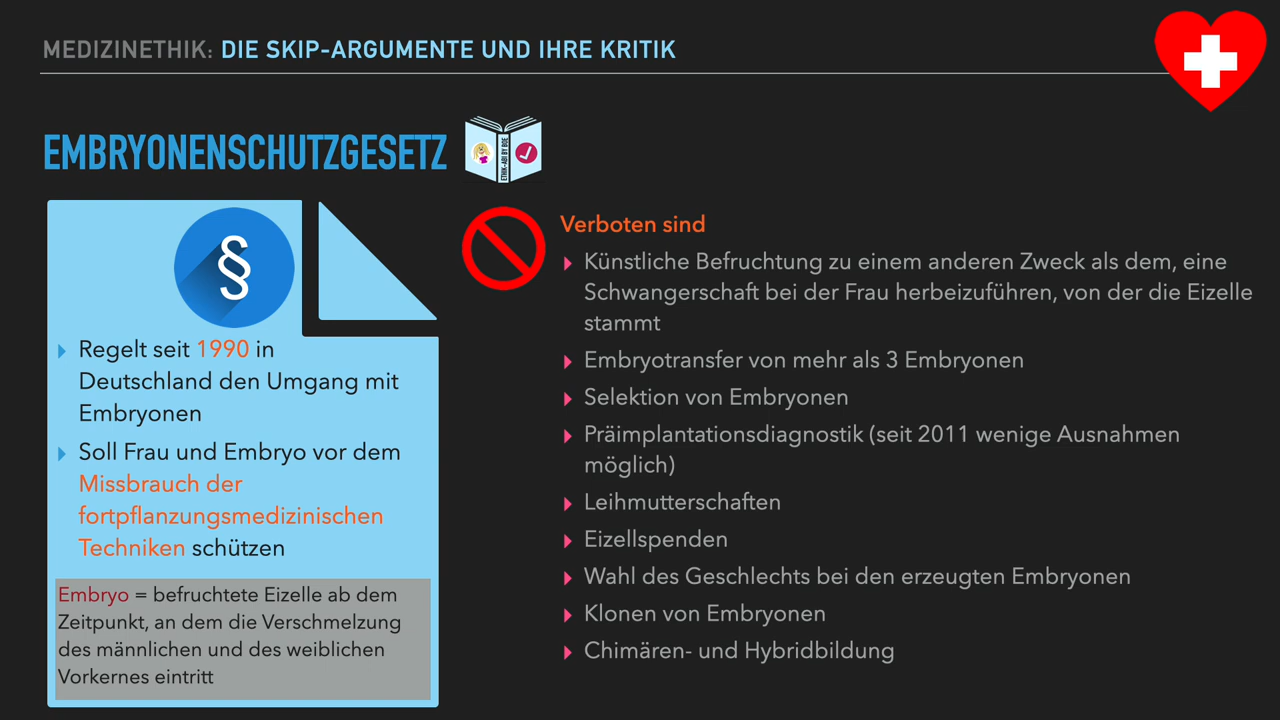 MEDIZINETHIK: DIE SKIP-ARGUMENTE UND IHRE KRITIK
EMBRYONENSCHUTZGESETZ
ETHIK-ABI BY BOE
§
Regelt seit 1990 in
Deutschland den Umgang mit
Embryonen
Soll Frau und Embryo vor dem
Missbrauch der
fortpflanzungsmedizinischen
Techniken schützen
Embryo = befruchtete Eizelle ab dem
Zeitpunkt, an dem die Verschmelzung
des männlichen und des weiblichen
Vorkernes eintritt
Verboten sind
Künstliche Befruchtung zu einem anderen Zweck als dem, eine
Schwangerschaft bei der Frau herbeizuführen, von der die Eizelle
stammt
Embryotransfer von mehr als 3 Embryonen
Selektion von Embryonen
Präimplantationsdiagnostik (seit 2011 wenige Ausnahmen
möglich)
Leihmutterschaften
Eizellspenden
Wahl des Geschlechts bei den erzeugten Embryonen
Klonen von Embryonen
Chimären- und Hybridbildung